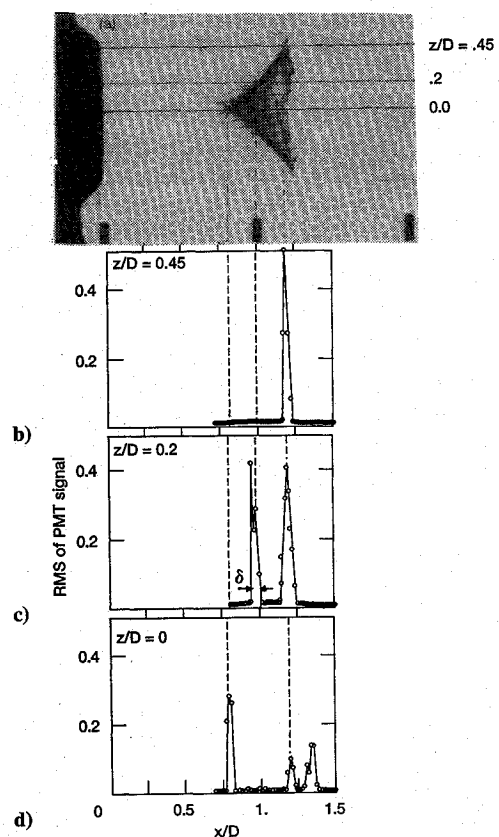 (a)
z/D = .45
.2
0.0
z/D = 0.45
0.4
0.2
b)
z/D = 0.2
0.4
0.2
δ
c)
RMS of PMT signal
z/D = 0
0.4
0.2
d)
0 0.5 1. 1.5
x/D